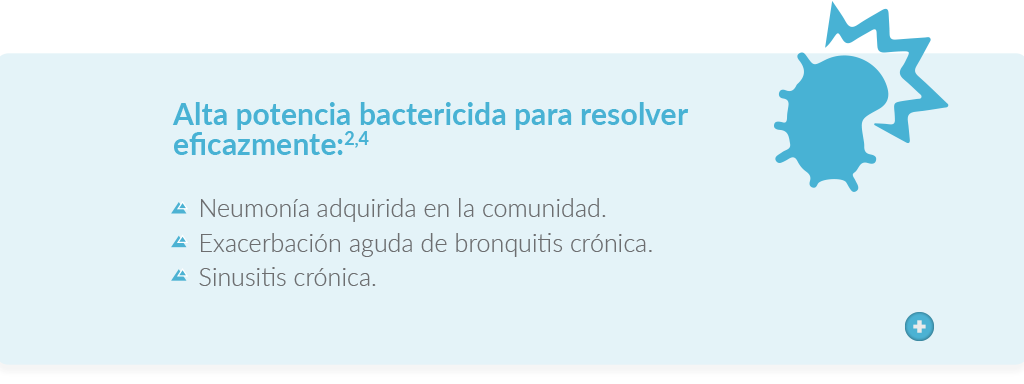 Alta potencia bactericida para resolver
eficazmente:2,4
Neumonía adquirida en la comunidad.
Exacerbación aguda de bronquitis crónica.
Sinusitis crónica.